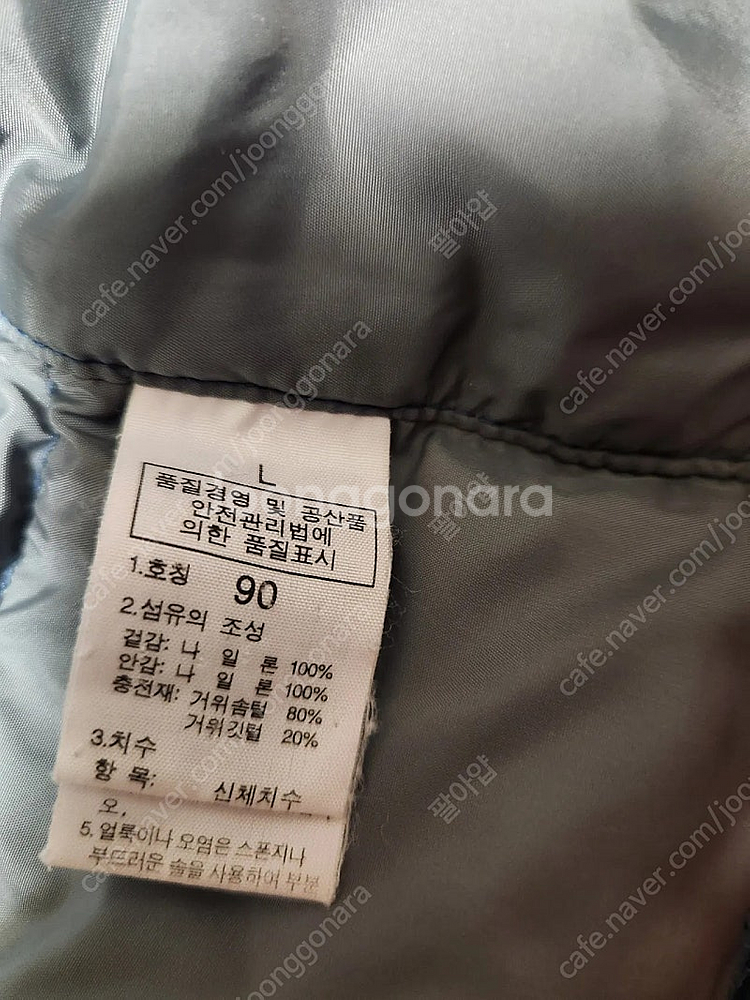 L
품질경영 및 공산품
안전관리법에
의한 품질표시
1.호칭 90
2.섬유의 조성
겉감: 나 일 론 100%
안감: 나 일 론 100%
충전재: 거위솜털 80%
거위깃털 20%
3.치수
항 목: 신체치수
오,
5. 얼룩이나 오염은 스폰지나
부드러운 솔을 사용하여 부분
joonggonara
cafe.naver.com/joonggonara
팔아얍